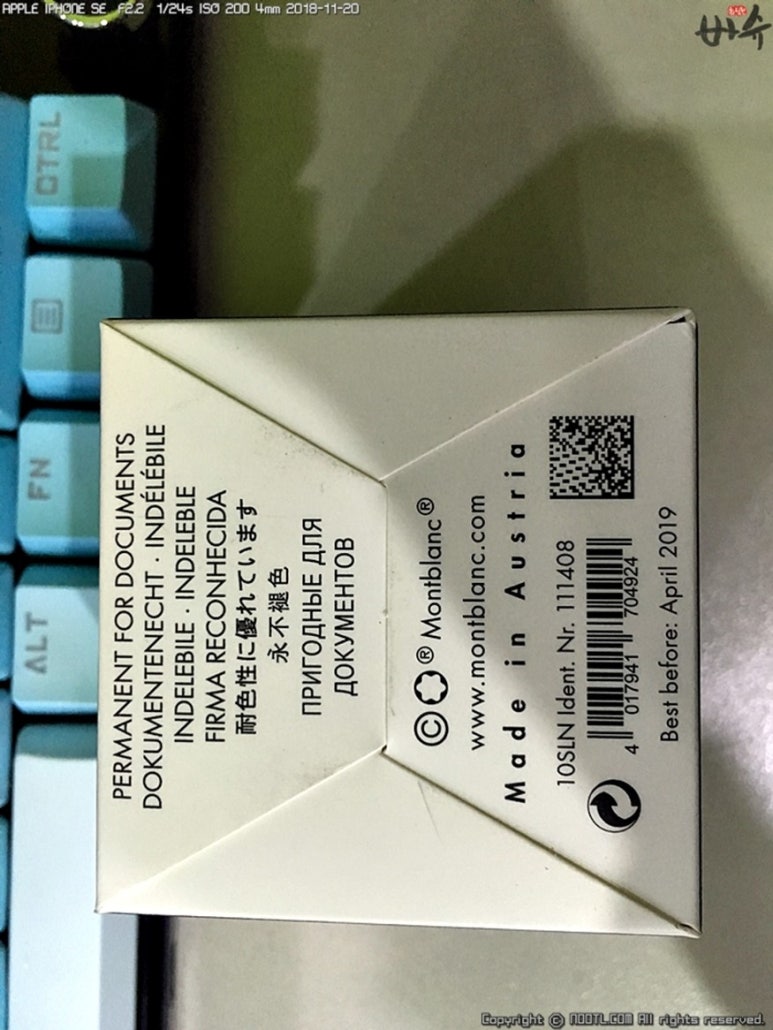 APPLE IPHONE SE F2.2 1/24s ISO 200 4mm 2018-11-20
바슈
CTRL
FN
ALT
PERMANENT FOR DOCUMENTS
DOKUMENTENECHT · INDÉLÉBILE
INDELEBILE · INDELEBLE
FIRMA RECONHECIDA
耐色性に優れています
永不褪色
ПРИГОДНЫЕ ДЛЯ
ДОКУМЕНТОВ
© ® Montblanc®
www.montblanc.com
Made in Austria
10SLN Ident. Nr. 111408
4 017941 704924
Best before: April 2019
Copyright © NOOTL.COM All rights reserved.